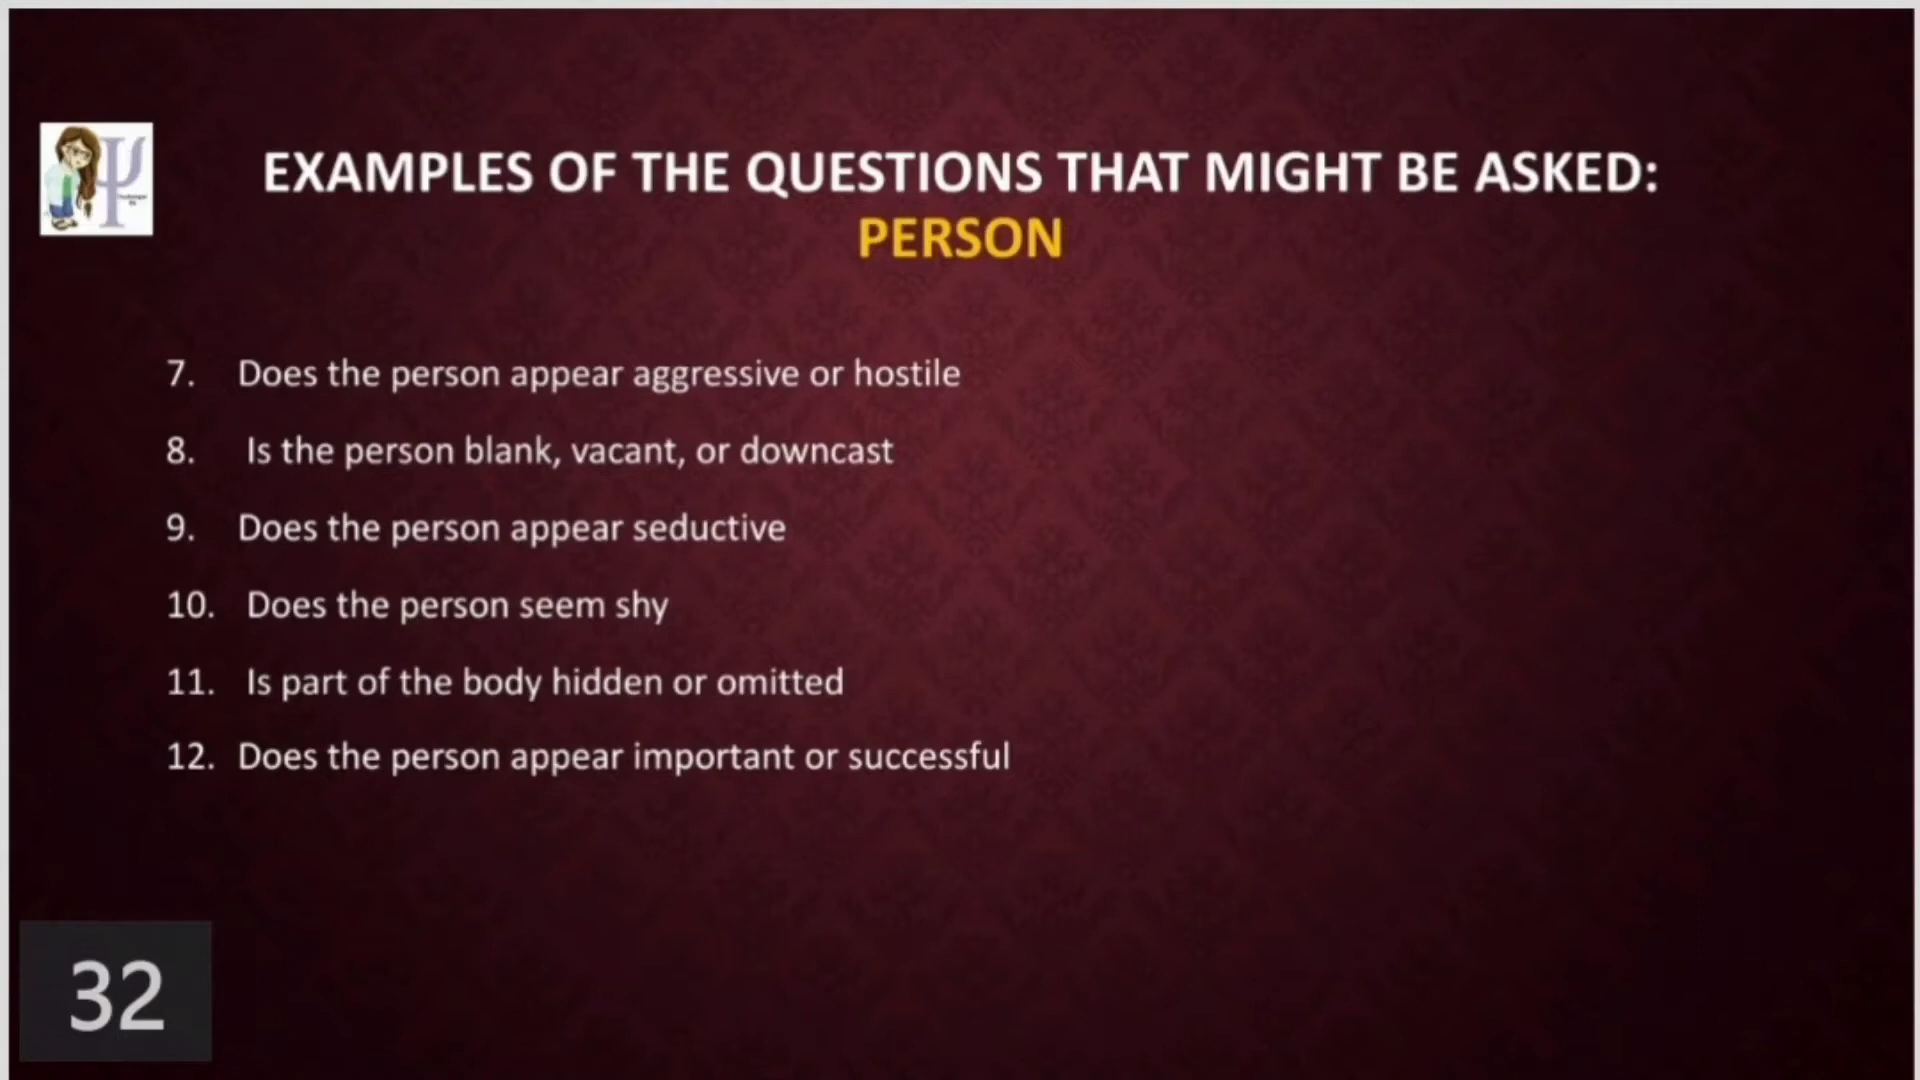 EXAMPLES OF THE QUESTIONS THAT MIGHT BE ASKED:
PERSON
7. Does the person appear aggressive or hostile
8. Is the person blank, vacant, or downcast
9. Does the person appear seductive
10. Does the person seem shy
11. Is part of the body hidden or omitted
12. Does the person appear important or successful
32